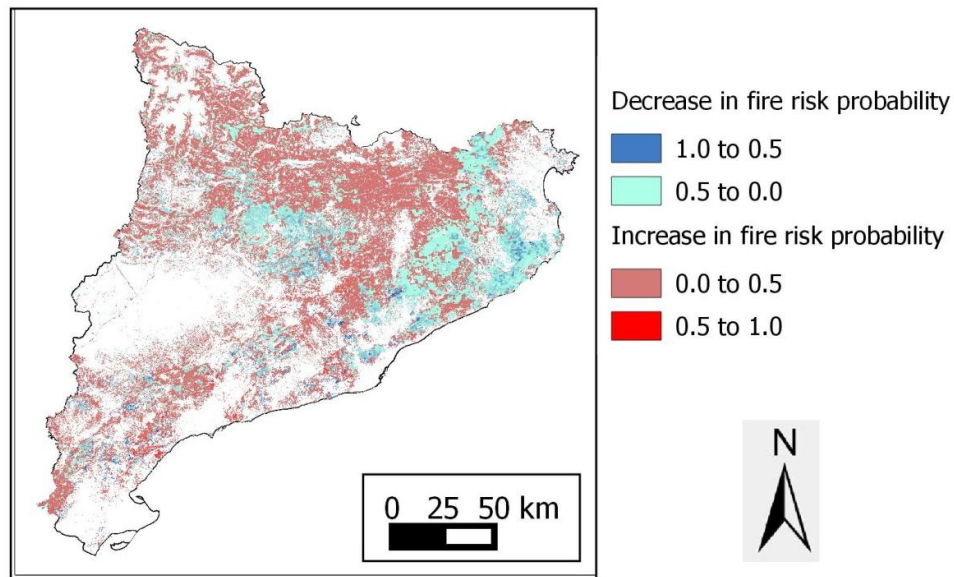 Decrease in fire risk probability
1.0 to 0.5
0.5 to 0.0
Increase in fire risk probability
0.0 to 0.5
0.5 to 1.0
N
0 25 50 km